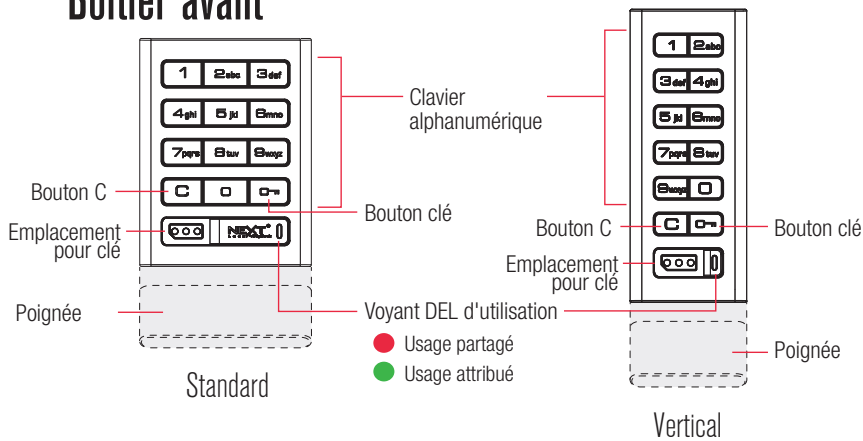 Boîtier avant
1 2abc 3def
4ghi 5jkl 6mno
7pqrs 8tuv 9wxyz
C 0
NEXT
Bouton C
Emplacement
pour clé
Poignée
Standard
Clavier
alphanumérique
Bouton clé
Voyant DEL d'utilisation
Usage partagé
Usage attribué
1 2abc
3def 4ghi
5jkl 6mno
7pqrs 8tuv
9wxyz 0
C
Bouton C
Bouton clé
Emplacement
pour clé
Poignée
Vertical